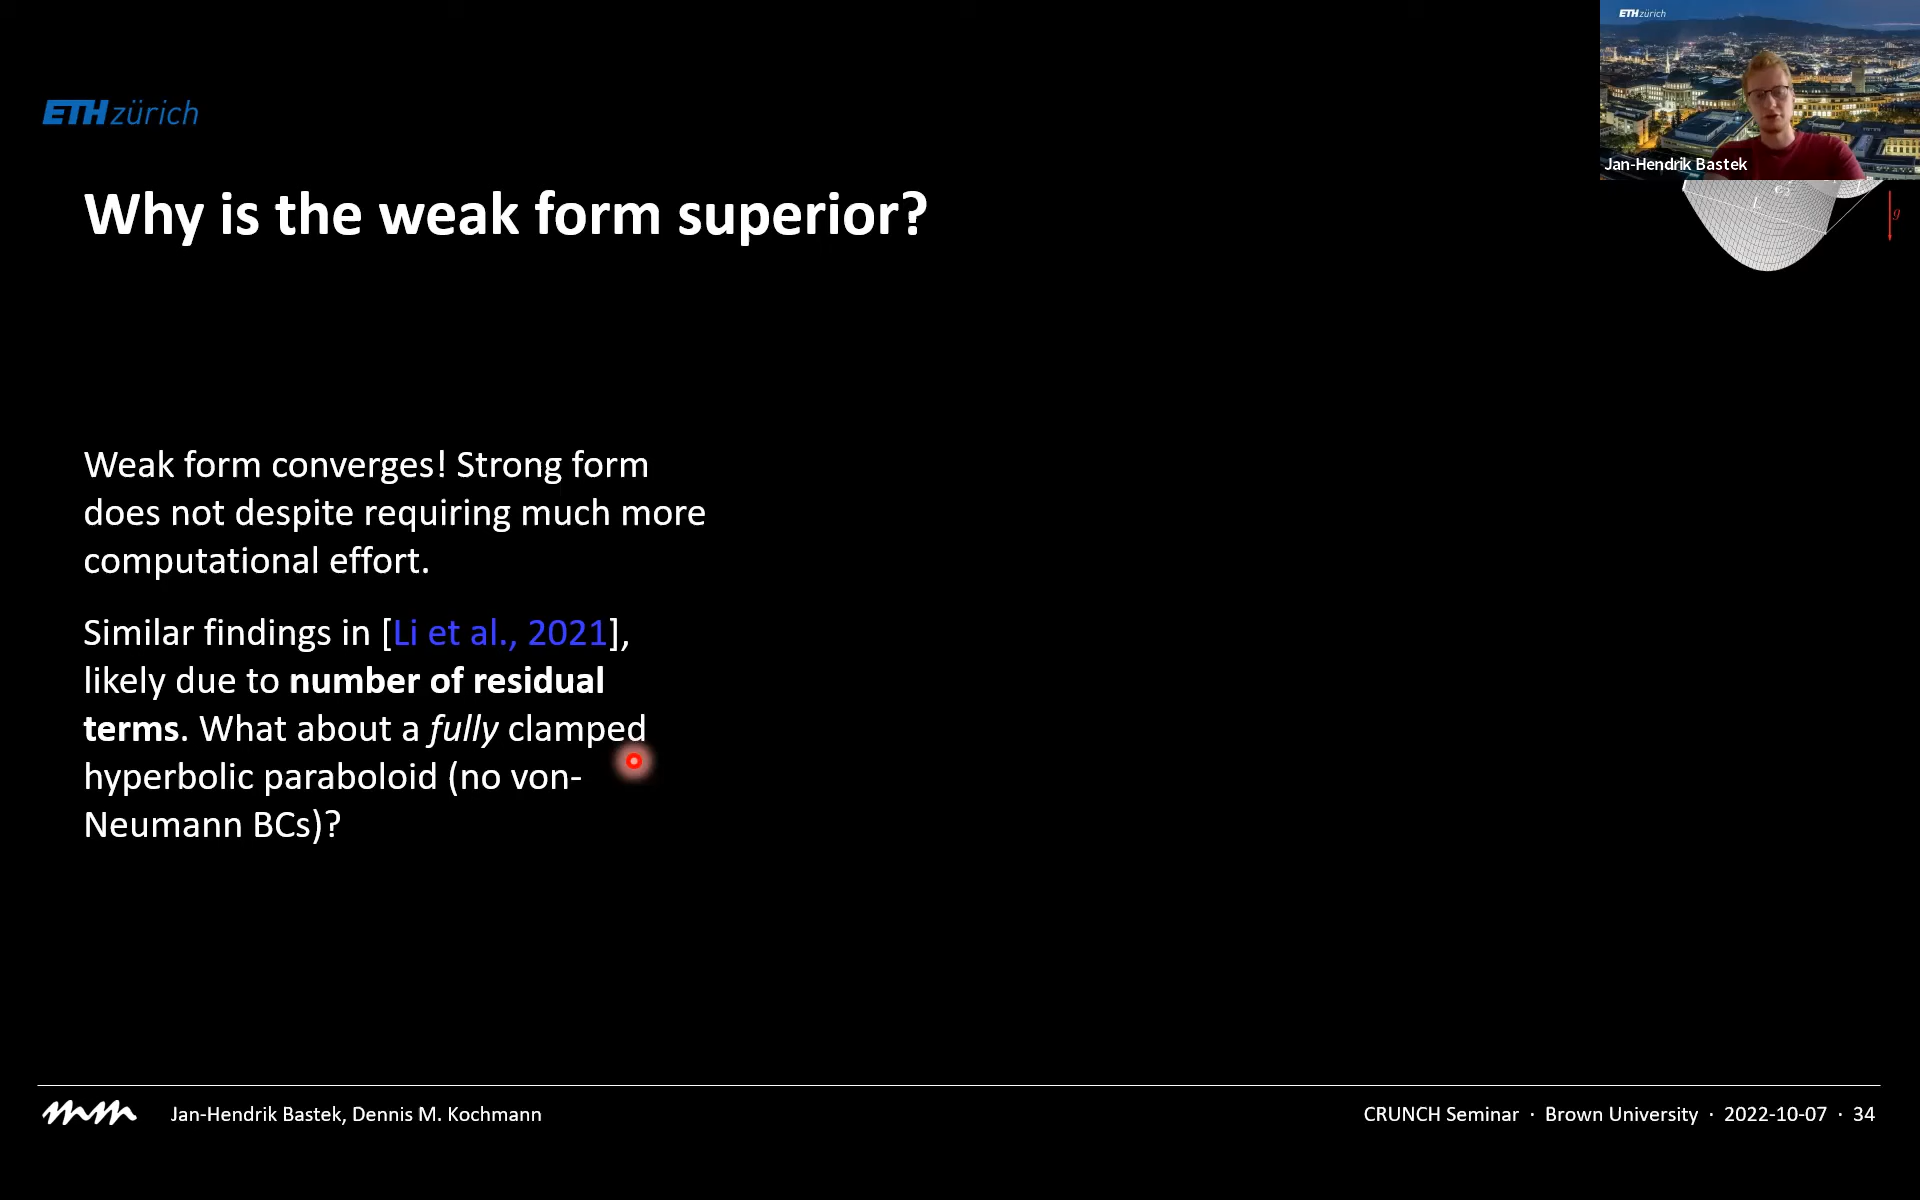 ETH zürich
ETH zürich
Jan-Hendrik Bastek
L
g
Why is the weak form superior?
Weak form converges! Strong form
does not despite requiring much more
computational effort.
Similar findings in [Li et al., 2021],
likely due to number of residual
terms. What about a fully clamped
hyperbolic paraboloid (no von-
Neumann BCs)?
Jan-Hendrik Bastek, Dennis M. Kochmann
CRUNCH Seminar · Brown University · 2022-10-07 · 34